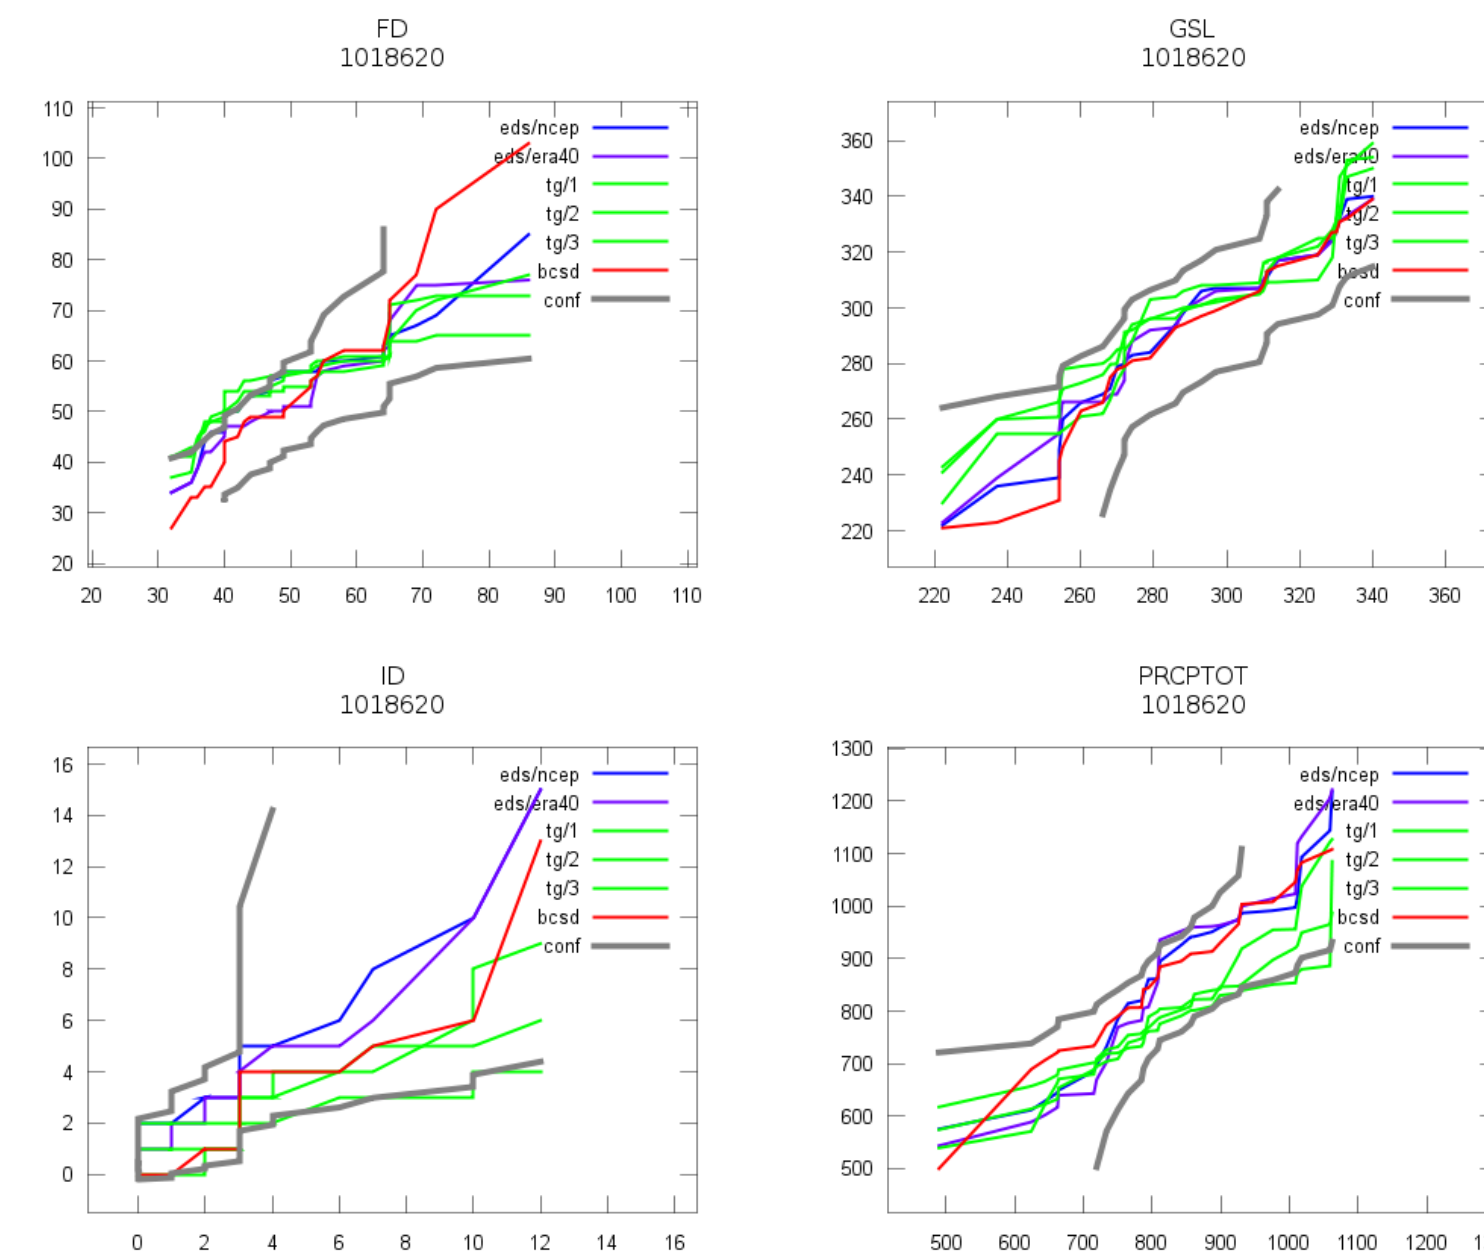 FD
1018620
110
100
90
80
70
60
50
40
30
20
20 30 40 50 60 70 80 90 100 110
eds/ncep
eds/era40
tg/1
tg/2
tg/3
bcsd
conf
GSL
1018620
360
340
320
300
280
260
240
220
220 240 260 280 300 320 340 360
eds/ncep
eds/era40
tg/1
tg/2
tg/3
bcsd
conf
ID
1018620
16
14
12
10
8
6
4
2
0
0 2 4 6 8 10 12 14 16
eds/ncep
eds/era40
tg/1
tg/2
tg/3
bcsd
conf
PRCPTOT
1018620
1300
1200
1100
1000
900
800
700
600
500
500 600 700 800 900 1000 1100 1200
eds/ncep
eds/era40
tg/1
tg/2
tg/3
bcsd
conf